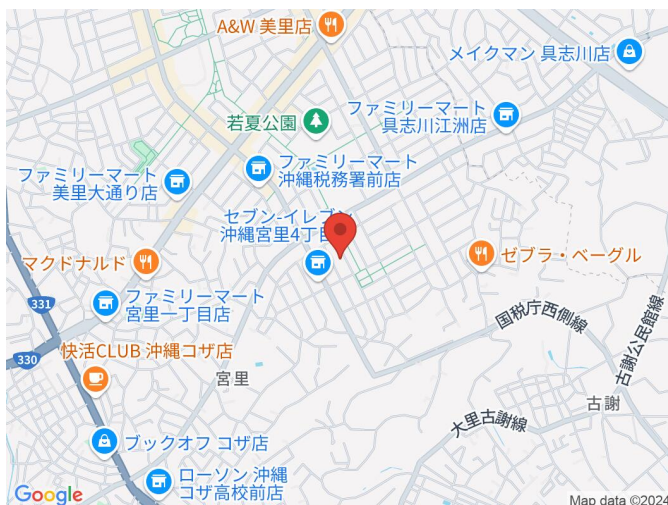 A&W 美里店
メイクマン 具志川店
若夏公園
ファミリーマート
具志川江洲店
ファミリーマート
美里大通り店
ファミリーマート
沖縄税務署前店
セブン-イレブン
沖縄宮里4丁目
マクドナルド
ゼブラ・ベーグル
331
ファミリーマート
宮里一丁目店
国税庁西側線
古謝公民館線
330
快活CLUB 沖縄コザ店
宮里
古謝
大里古謝線
ブックオフ コザ店
ローソン 沖縄
コザ高校前店
Google
Map data ©2024